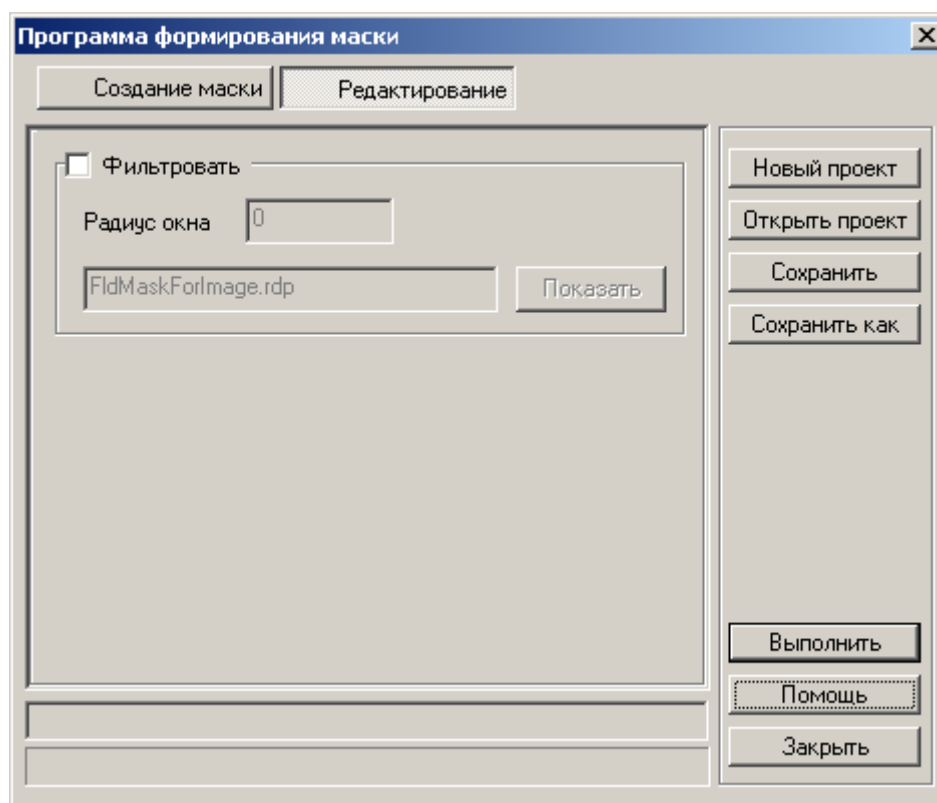 Программа формирования маски
Создание маски
Редактирование
Фильтровать
Радиус окна
0
FldMaskForImage.rdp
Показать
Новый проект
Открыть проект
Сохранить
Сохранить как
Выполнить
Помощь
Закрыть